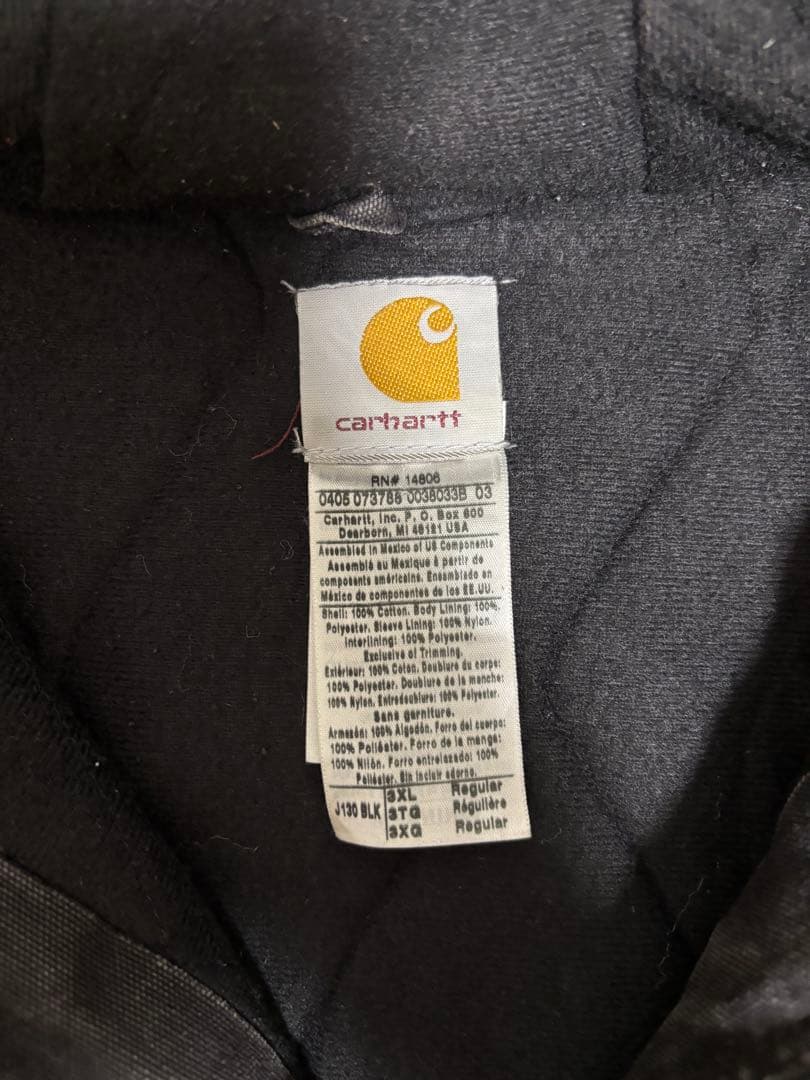 carhartt
RN# 14806
0405 073788 0038033B 03
Carhartt, Inc. P. O. Box 600
Dearborn, MI 48121 USA
Assembled in Mexico of US Components
Assemblé au Mexique à partir de
composants américains. Ensamblado en
México de componentes de los EE.UU.
Shell: 100% Cotton. Body Lining: 100%
Polyester. Sleeve Lining: 100% Nylon.
Interlining: 100% Polyester.
Exclusive of Trimming.
Extérieur: 100% Coton. Doublure du corps:
100% Polyester. Doublure de la manche:
100% Nylon. Entredoublure: 100% Polyester.
Sans garniture.
Armazón: 100% Algodón. Forro del cuerpo:
100% Poliéster. Forro de la manga:
100% Nilón. Forro entrelazado: 100%
Poliéster. Sin incluir adorno.
J130 BLK 3XL Regular
3TG Régulière
3XG Regular